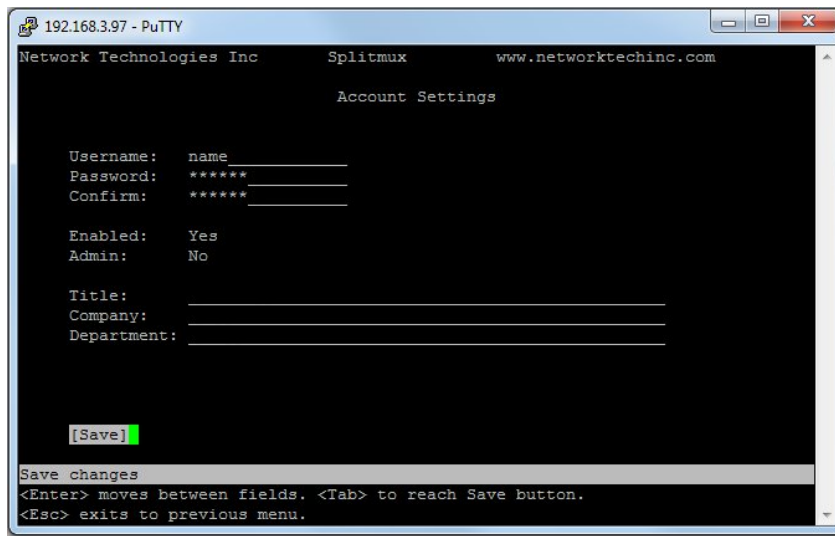 192.168.3.97 - PuTTY
Network Technologies Inc Splitmux www.networktechinc.com
Account Settings
Username: name
Password: ******
Confirm: ******
Enabled: Yes
Admin: No
Title:
Company:
Department:
[Save]
Save changes
<Enter> moves between fields. <Tab> to reach Save button.
<Esc> exits to previous menu.